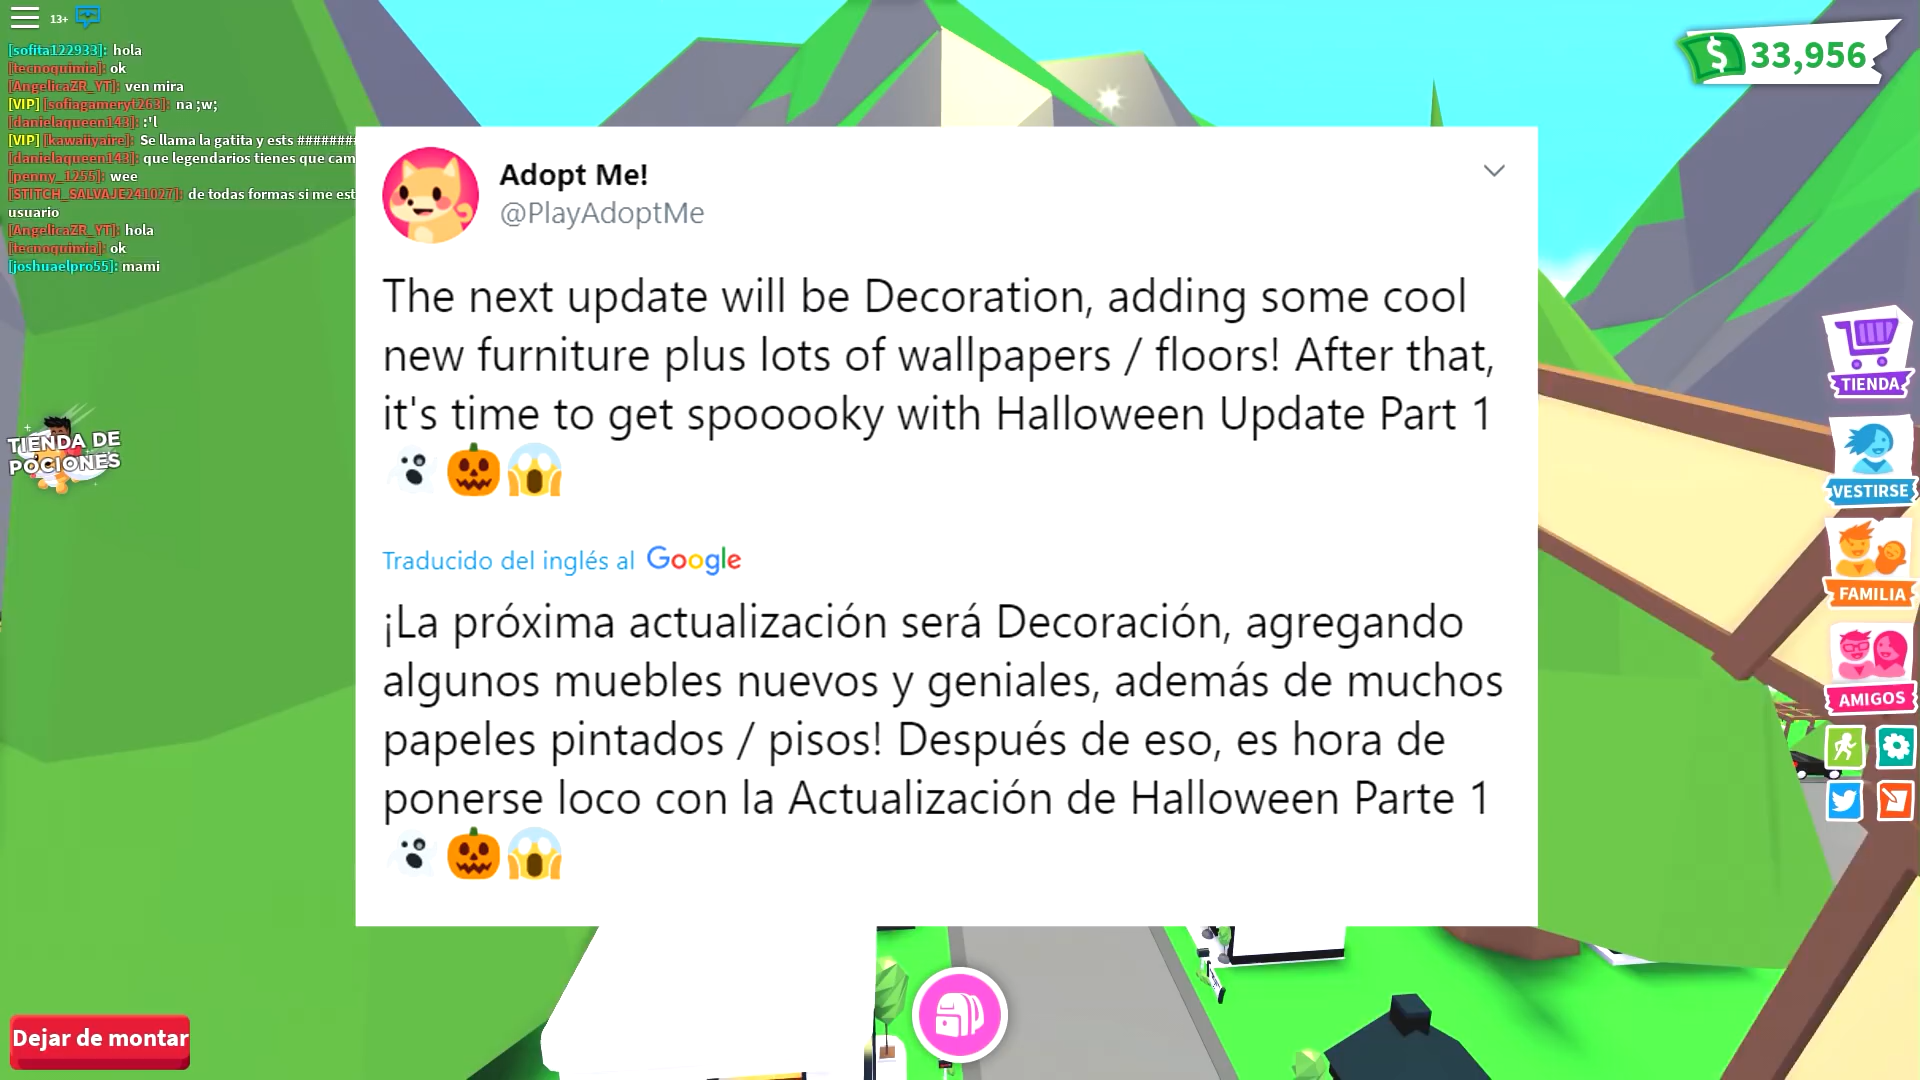 13+
[sofita122933]: hola
[tecnoquimia]: ok
[AngelicaZR_YT]: ven mira
[VIP] [sofiagameryt263]: na ;w;
[danielaqueen143]: :'l
[VIP] [kawaiiyaire]: Se llama la gatita y ests ########
[danielaqueen143]: que legendarios tienes que cam
[penny_1255]: wee
[STITCH_SALVAJE241027]: de todas formas si me est
usuario
[AngelicaZR_YT]: hola
[tecnoquimia]: ok
[joshuaelpro55]: mami
$ 33,956
Adopt Me!
@PlayAdoptMe
The next update will be Decoration, adding some cool
new furniture plus lots of wallpapers / floors! After that,
it's time to get spooooky with Halloween Update Part 1
👻🎃😱
Traducido del inglés al Google
¡La próxima actualización será Decoración, agregando
algunos muebles nuevos y geniales, además de muchos
papeles pintados / pisos! Después de eso, es hora de
ponerse loco con la Actualización de Halloween Parte 1
👻🎃😱
TIENDA DE
POCIONES
TIENDA
VESTIRSE
FAMILIA
AMIGOS
Dejar de montar